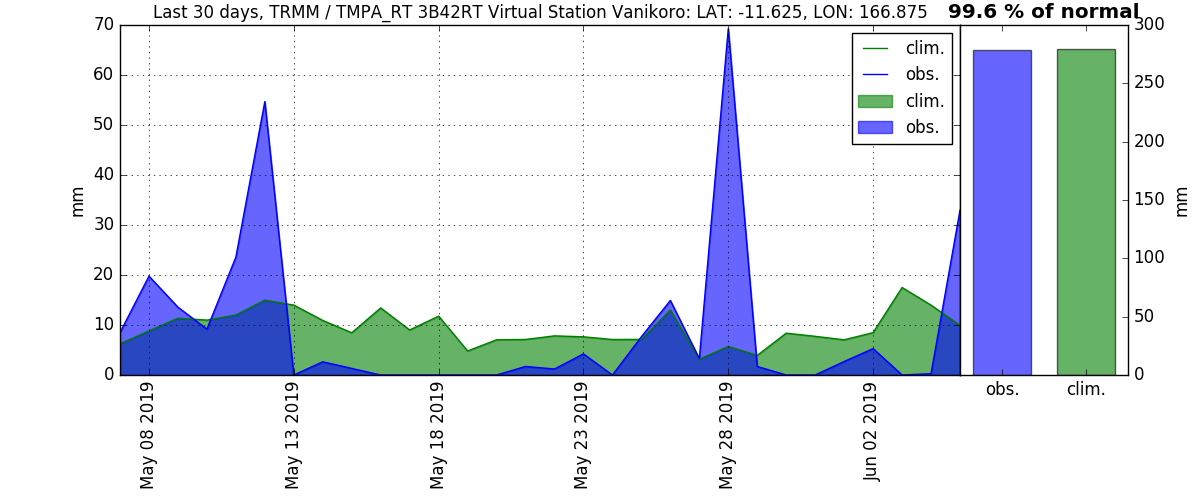 Last 30 days, TRMM / TMPA_RT 3B42RT Virtual Station Vanikoro: LAT: -11.625, LON: 166.875
99.6 % of normal
70
60
50
40
30
20
10
0
mm
clim.
obs.
clim.
obs.
May 08 2019
May 13 2019
May 18 2019
May 23 2019
May 28 2019
Jun 02 2019
300
250
200
150
100
50
0
mm
obs.
clim.